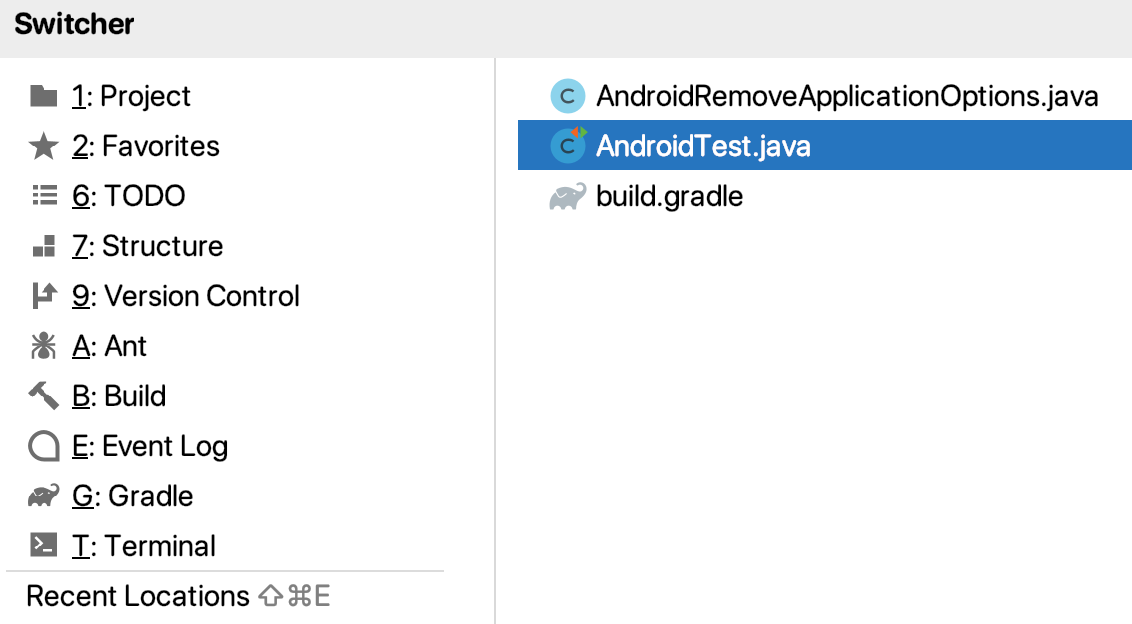 Switcher
1: Project
2: Favorites
6: TODO
7: Structure
9: Version Control
A: Ant
B: Build
E: Event Log
G: Gradle
T: Terminal
Recent Locations ⇧⌘E
C AndroidRemoveApplicationOptions.java
C AndroidTest.java
build.gradle